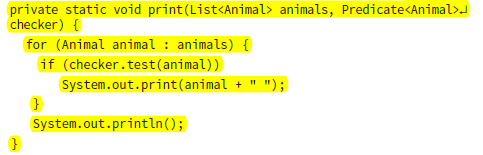 private static void print(List<Animal> animals, Predicate<Animal>↵
checker) {
for (Animal animal : animals) {
if (checker.test(animal))
System.out.print(animal + " ");
}
System.out.println();
}